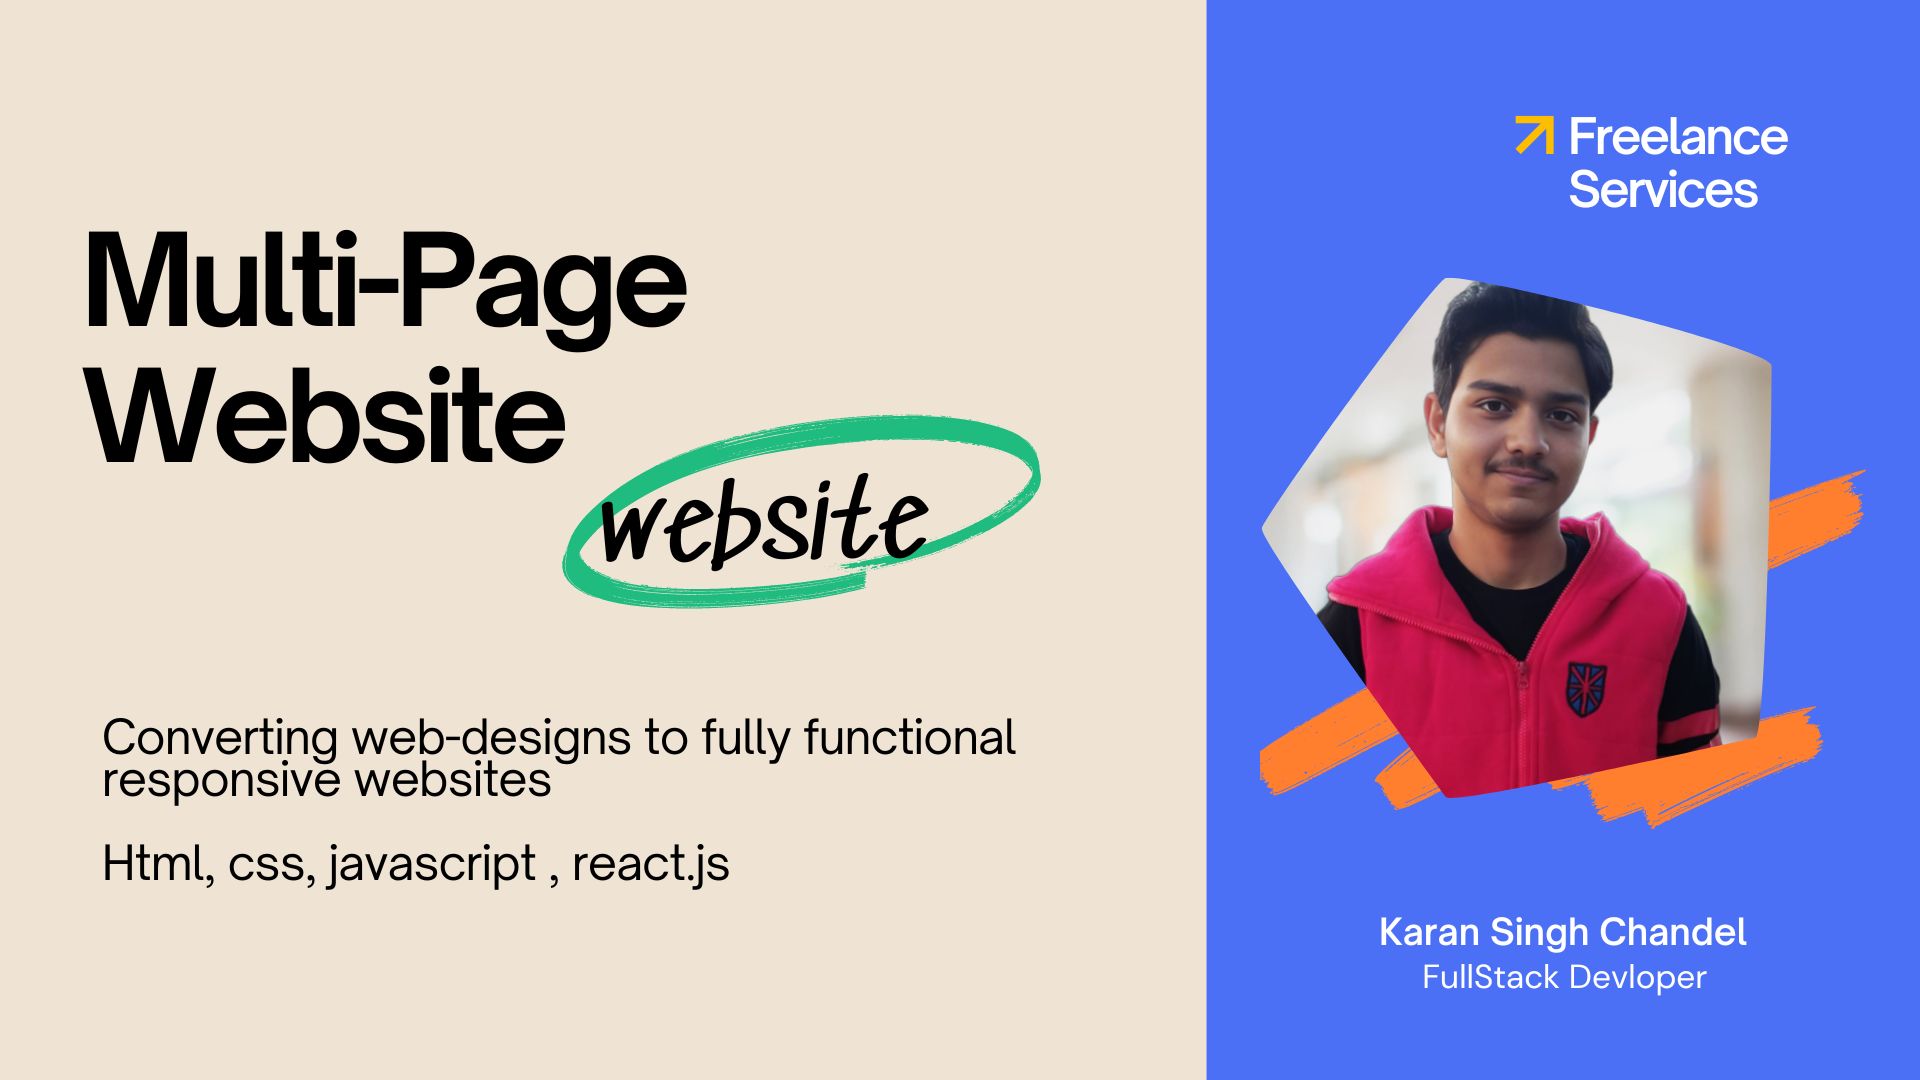 Multi-Page
Website
website
Converting web-designs to fully functional
responsive websites
Html, css, javascript , react.js
Freelance
Services
Karan Singh Chandel
FullStack Devloper